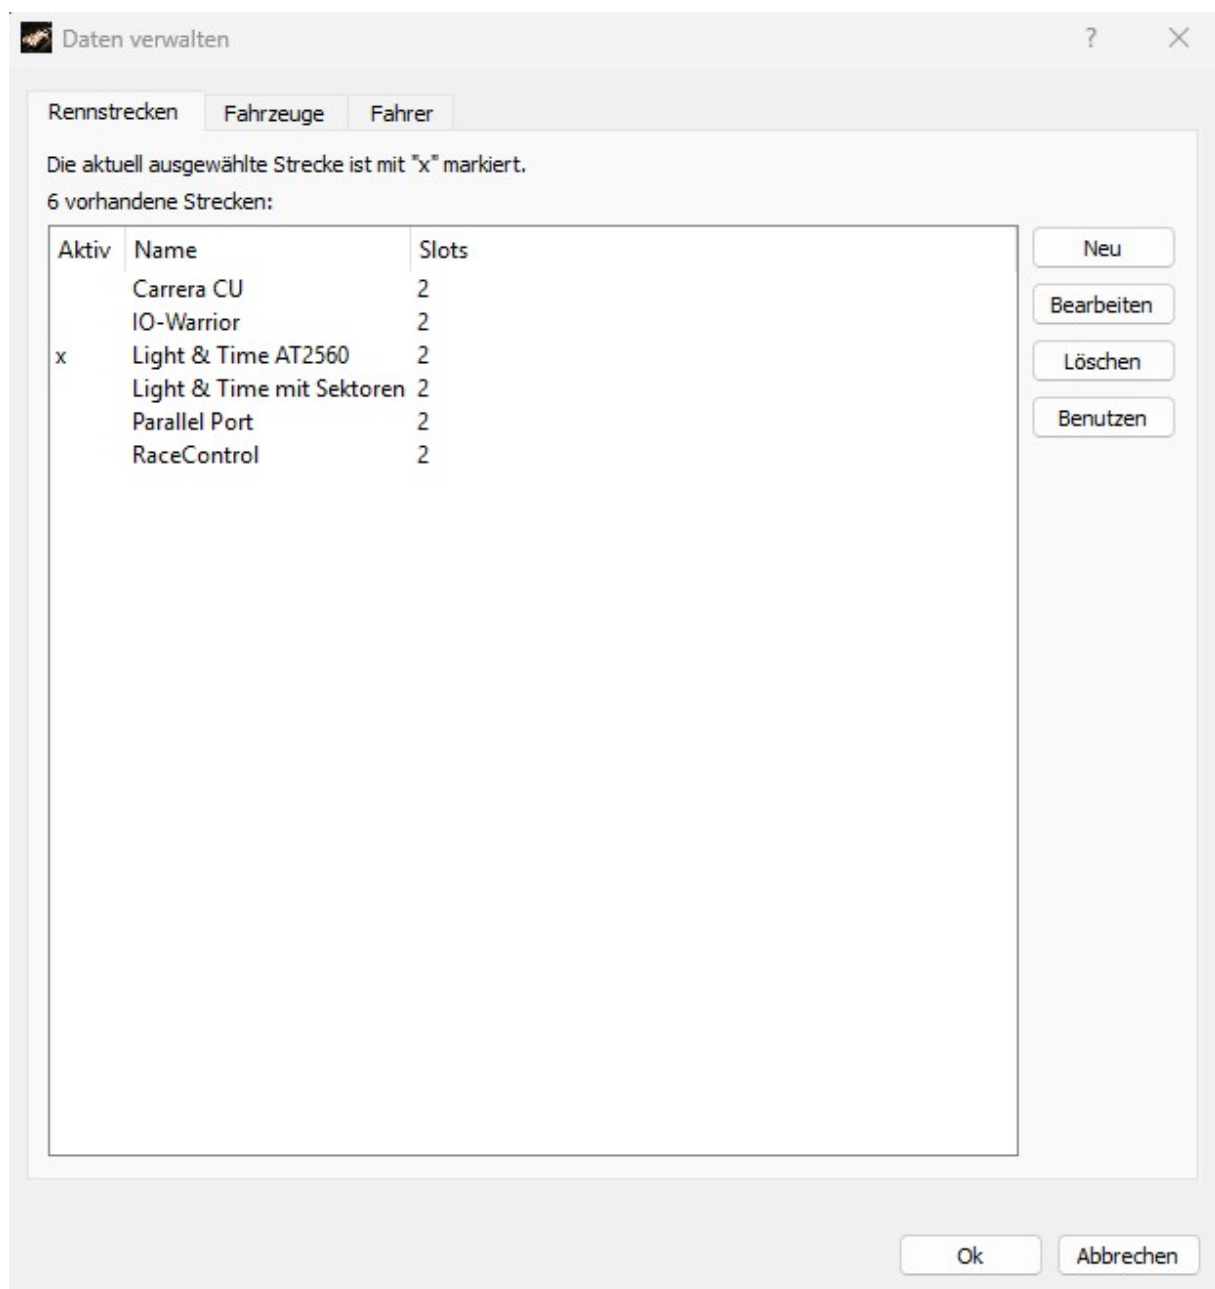 Daten verwalten ?
Rennstrecken Fahrzeuge Fahrer
Die aktuell ausgewählte Strecke ist mit "x" markiert.
6 vorhandene Strecken:
Aktiv Name Slots
Neu
Carrera CU 2
Bearbeiten
IO-Warrior 2
x Light & Time AT2560 2
Löschen
Light & Time mit Sektoren 2
Parallel Port 2
Benutzen
RaceControl 2
Ok Abbrechen